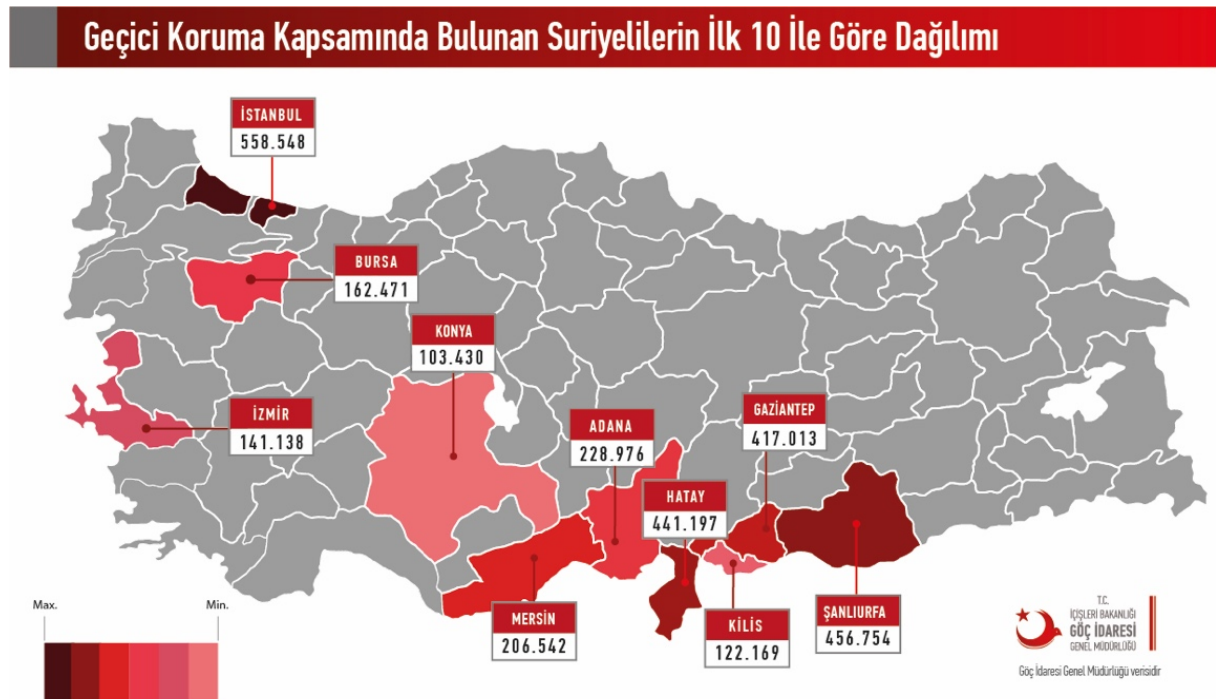 Geçici Koruma Kapsamında Bulunan Suriyelilerin İlk 10 İle Göre Dağılımı
İSTANBUL
558.548
BURSA
162.471
KONYA
103.430
İZMİR
141.138
ADANA
228.976
GAZİANTEP
417.013
HATAY
441.197
MERSİN
206.542
KİLİS
122.169
ŞANLIURFA
456.754
Max.
Min.
T.C.
İÇİŞLERİ BAKANLIĞI
GÖÇ İDARESİ
GENEL MÜDÜRLÜĞÜ
Göç İdaresi Genel Müdürlüğü verisidir